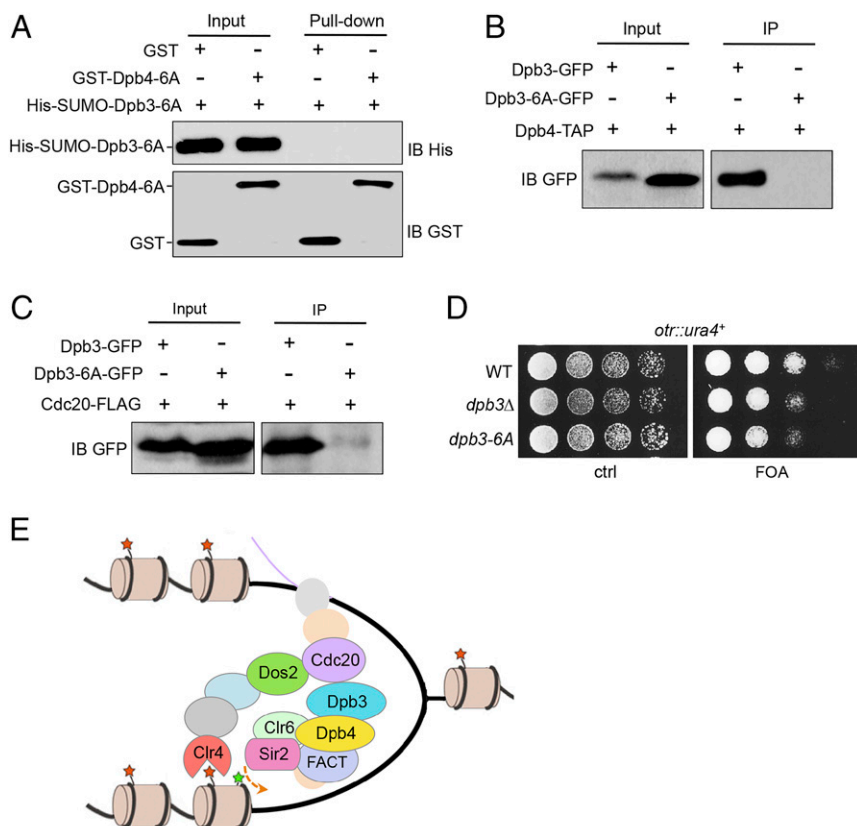 A
Input Pull-down
GST + - + -
GST-Dpb4-6A - + - +
His-SUMO-Dpb3-6A + + + +
His-SUMO-Dpb3-6A IB His
GST-Dpb4-6A
IB GST
GST
B
Input IP
Dpb3-GFP + - + -
Dpb3-6A-GFP - + - +
Dpb4-TAP + + + +
IB GFP
C
Input IP
Dpb3-GFP + - + -
Dpb3-6A-GFP - + - +
Cdc20-FLAG + + + +
IB GFP
D
otr::ura4+
WT
dpb3Δ
dpb3-6A
ctrl FOA
E
Cdc20
Dos2
Dpb3
Clr6
Dpb4
Clr4
Sir2
FACT